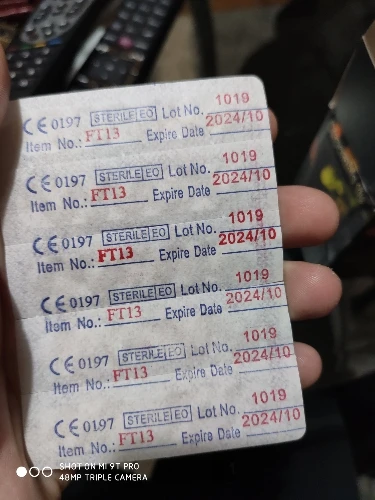 CE 0197 STERILE EO Lot No. 1019
Item No.: FT13 Expire Date 2024/10
CE 0197 STERILE EO Lot No. 1019
Item No.: FT13 Expire Date 2024/10
CE 0197 STERILE EO Lot No. 1019
Item No.: FT13 Expire Date 2024/10
CE 0197 STERILE EO Lot No. 1019
Item No.: FT13 Expire Date 2024/10
CE 0197 STERILE EO Lot No. 1019
Item No.: FT13 Expire Date 2024/10
CE 0197 STERILE EO Lot No. 1019
Item No.: FT13 Expire Date 2024/10
SHOT ON MI 9T PRO
48MP TRIPLE CAMERA